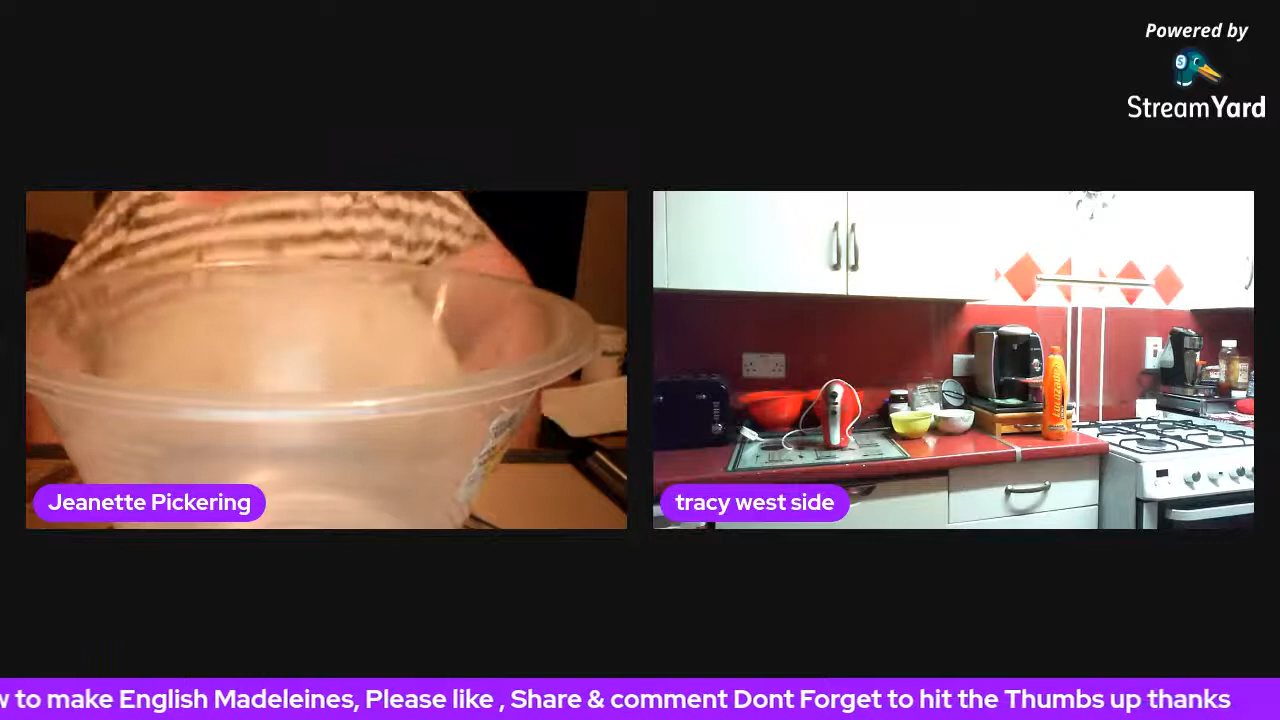 Powered by
StreamYard
LUCOZADE
Jeanette Pickering
tracy west side
w to make English Madeleines, Please like , Share & comment Dont Forget to hit the Thumbs up thanks